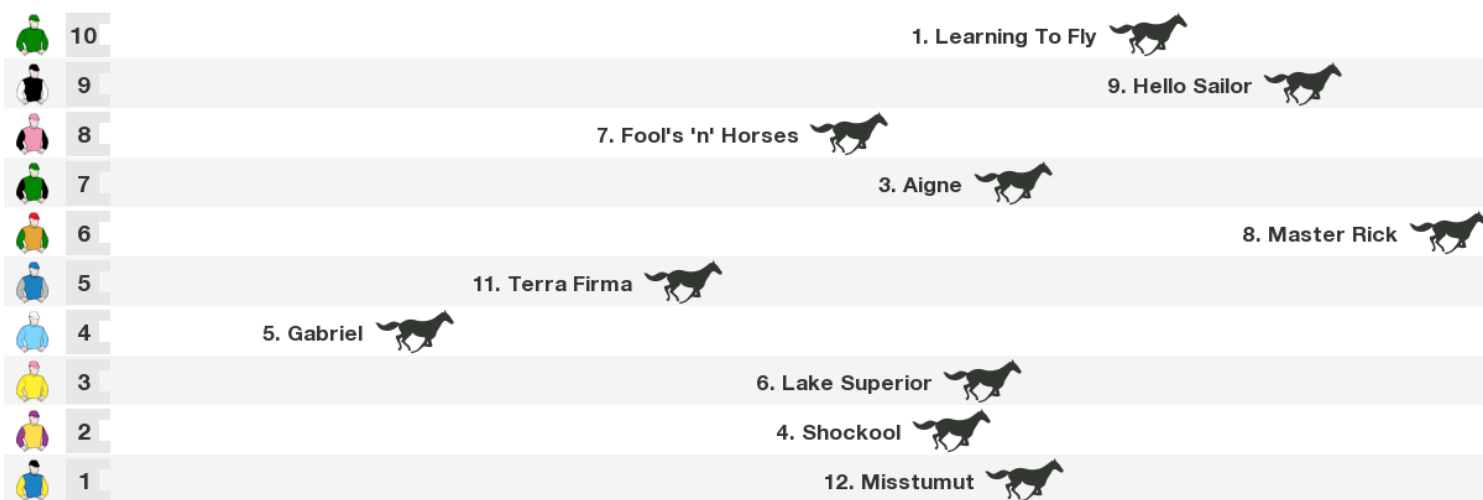 10 1. Learning To Fly
9 9. Hello Sailor
8 7. Fool's 'n' Horses
7 3. Aigne
6 8. Master Rick
5 11. Terra Firma
4 5. Gabriel
3 6. Lake Superior
2 4. Shockool
1 12. Misstumut